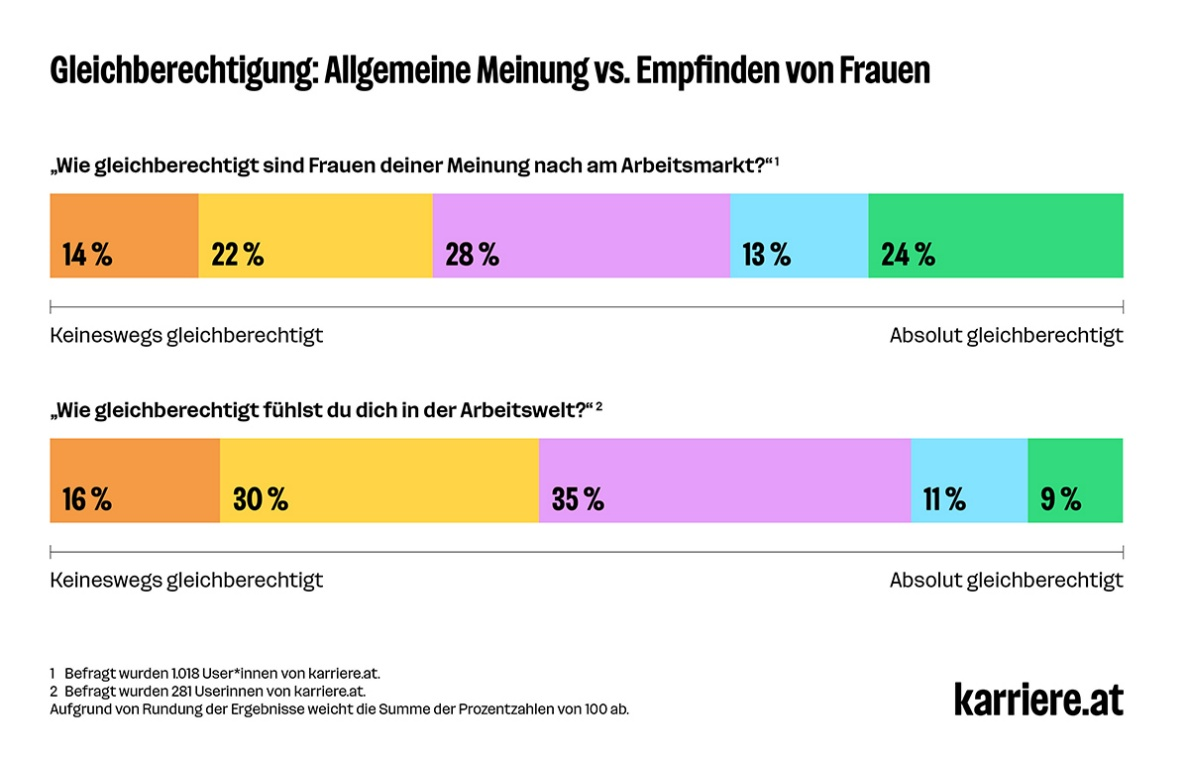 Gleichberechtigung: Allgemeine Meinung vs. Empfinden von Frauen
„Wie gleichberechtigt sind Frauen deiner Meinung nach am Arbeitsmarkt?“ ¹
14 % 22 % 28 % 13 % 24 %
Keineswegs gleichberechtigt Absolut gleichberechtigt
„Wie gleichberechtigt fühlst du dich in der Arbeitswelt?“ ²
16 % 30 % 35 % 11 % 9 %
Keineswegs gleichberechtigt Absolut gleichberechtigt
1 Befragt wurden 1.018 User*innen von karriere.at.
2 Befragt wurden 281 Userinnen von karriere.at.
Aufgrund von Rundung der Ergebnisse weicht die Summe der Prozentzahlen von 100 ab.
karriere.at